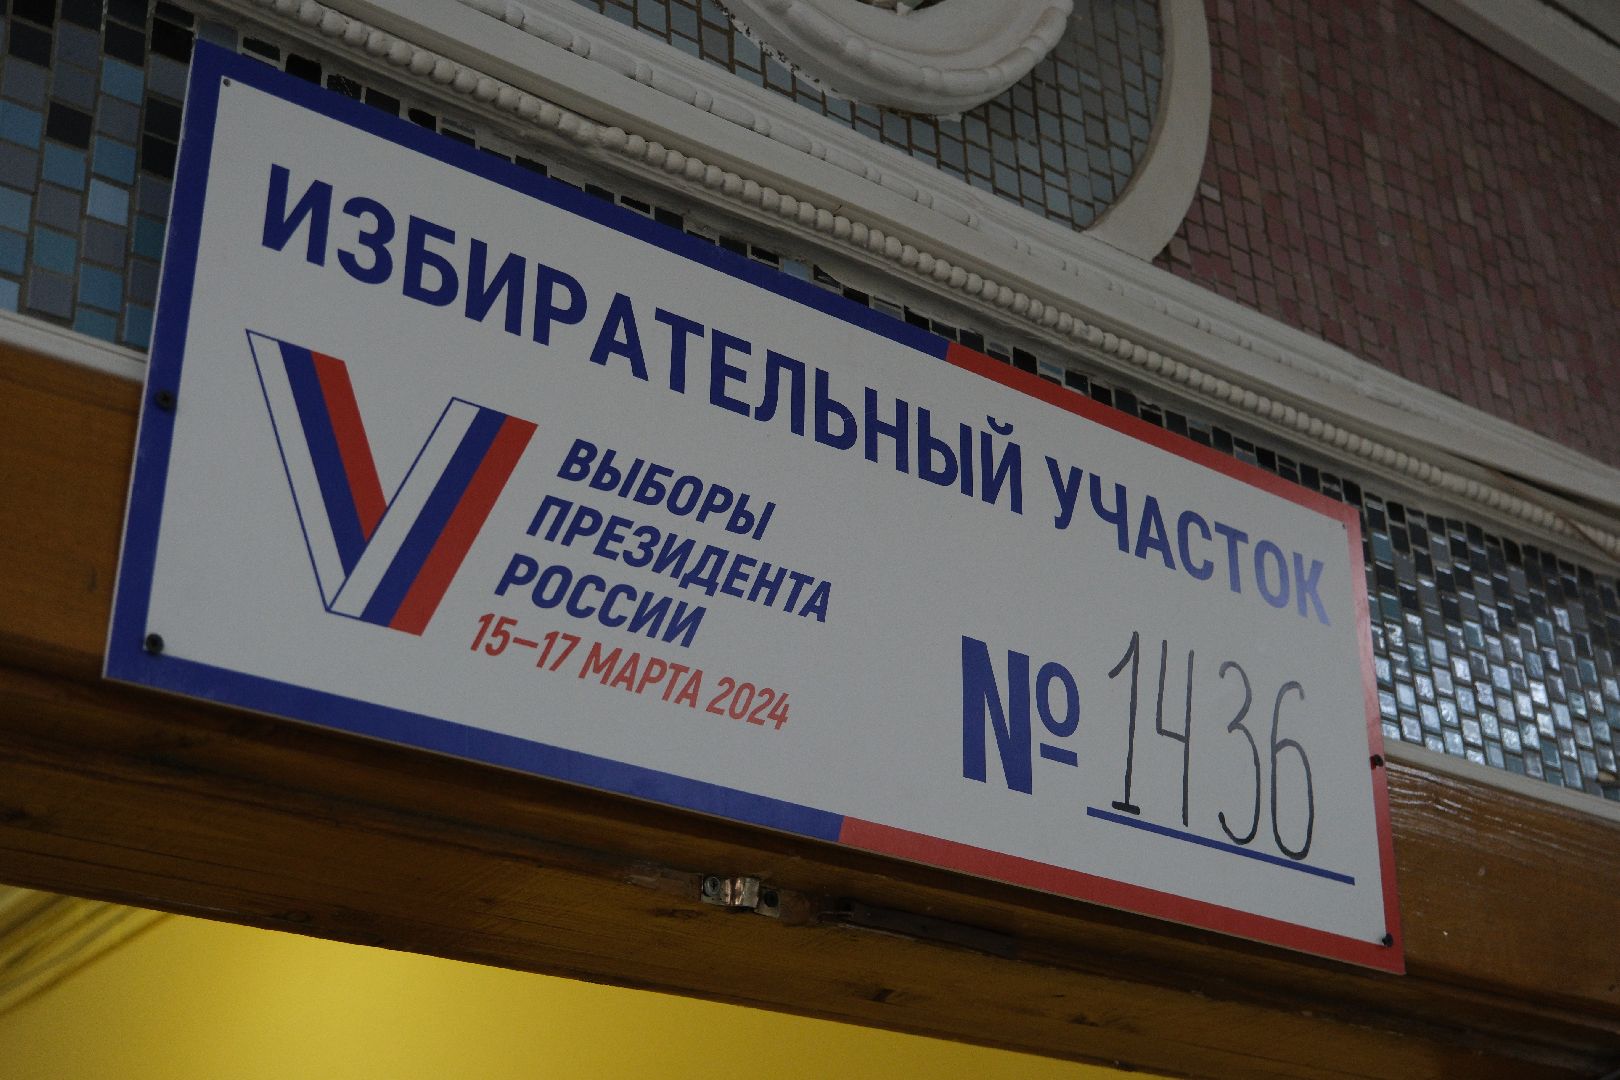 ИЗБИРАТЕЛЬНЫЙ УЧАСТОК
V
ВЫБОРЫ
ПРЕЗИДЕНТА
РОССИИ
15–17 МАРТА 2024
№ 1436